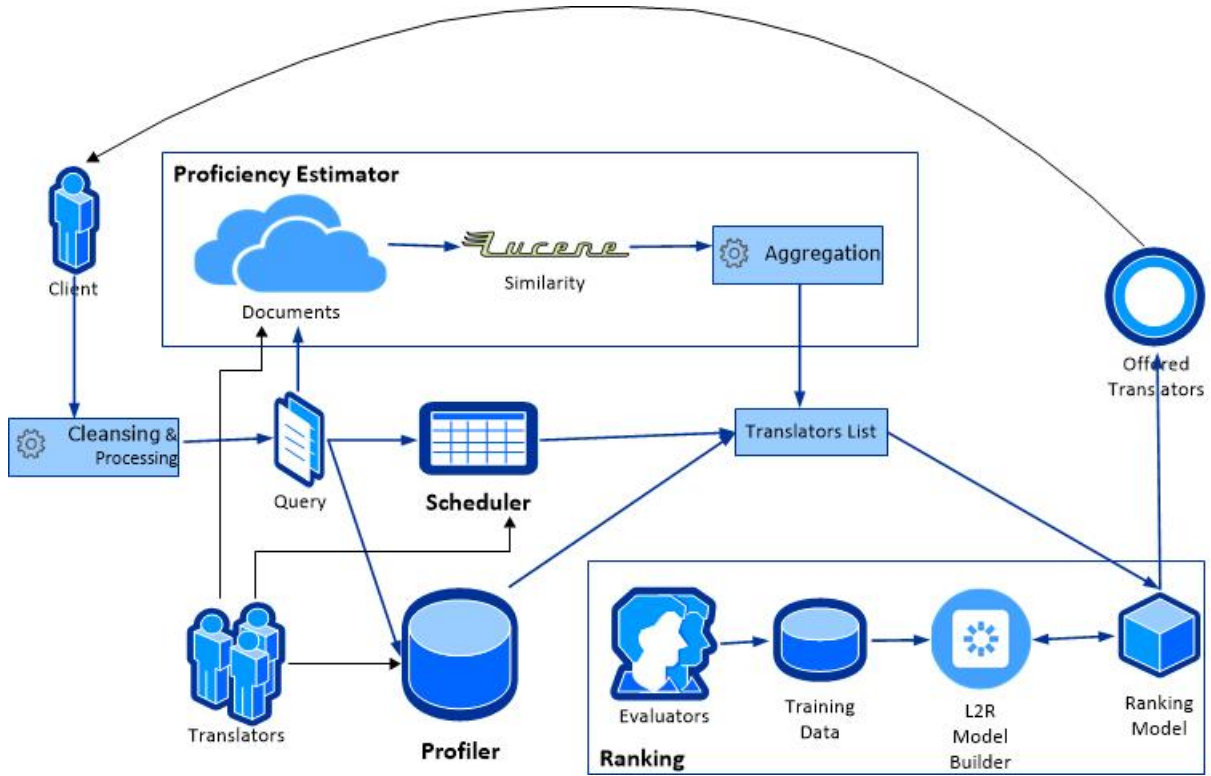 Proficiency Estimator
Lucene
Similarity
Aggregation
Documents
Client
Offered
Translators
Cleansing &
Processing
Query
Scheduler
Translators List
Translators
Profiler
Evaluators
Training
Data
L2R
Model
Builder
Ranking
Model
Ranking